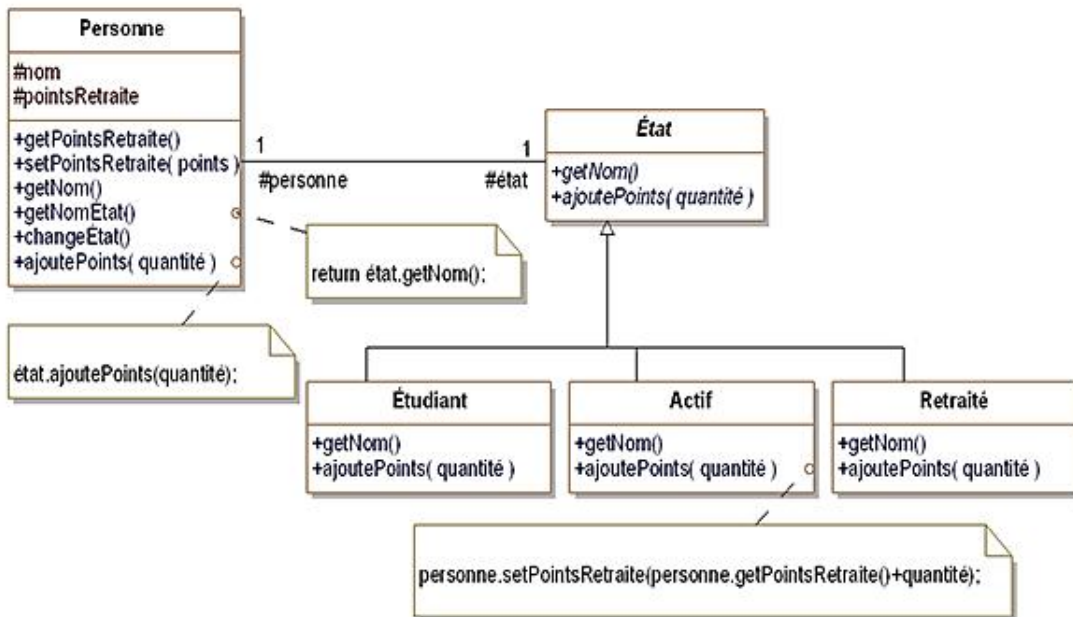 Personne
#nom
#pointsRetraite
+getPointsRetraite()
+setPointsRetraite( points )
+getNom()
+getNomÉtat()
+changeÉtat()
+ajoutePoints( quantité )
1
#personne
1
#état
État
+getNom()
+ajoutePoints( quantité )
return état.getNom();
état.ajoutePoints(quantité);
Étudiant
+getNom()
+ajoutePoints( quantité )
Actif
+getNom()
+ajoutePoints( quantité )
Retraité
+getNom()
+ajoutePoints( quantité )
personne.setPointsRetraite(personne.getPointsRetraite()+quantité);